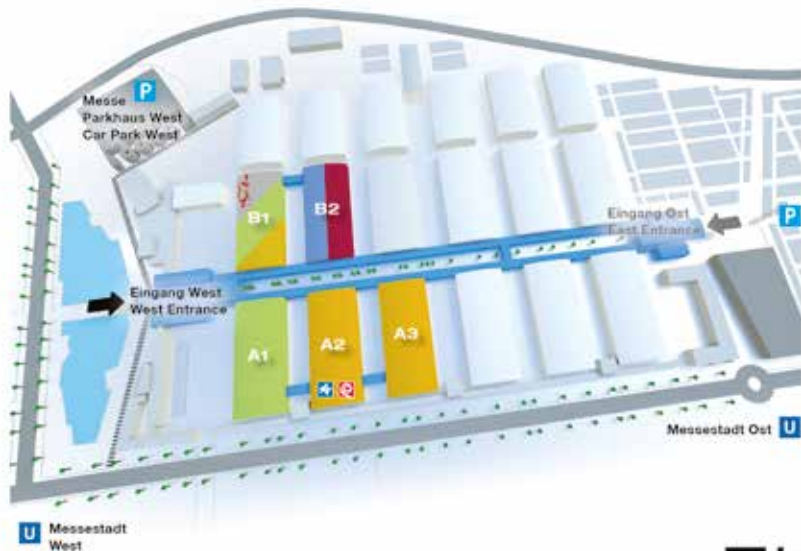 Messe P
Parkhaus West
Car Park West
B1
B2
Eingang Ost
East Entrance
P
Eingang West
West Entrance
A1
A2
A3
Messestadt Ost U
U Messestadt
West